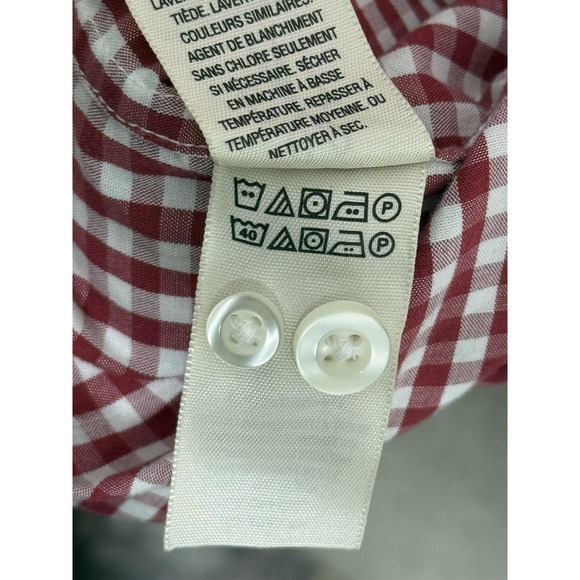 TIÈDE. LAVER
COULEURS SIMILAIRES.
AGENT DE BLANCHIMENT
SANS CHLORE SEULEMENT
SI NÉCESSAIRE. SÉCHER
EN MACHINE À BASSE
TEMPÉRATURE. REPASSER À
TEMPÉRATURE MOYENNE. OU
NETTOYER À SEC.
P
40 P